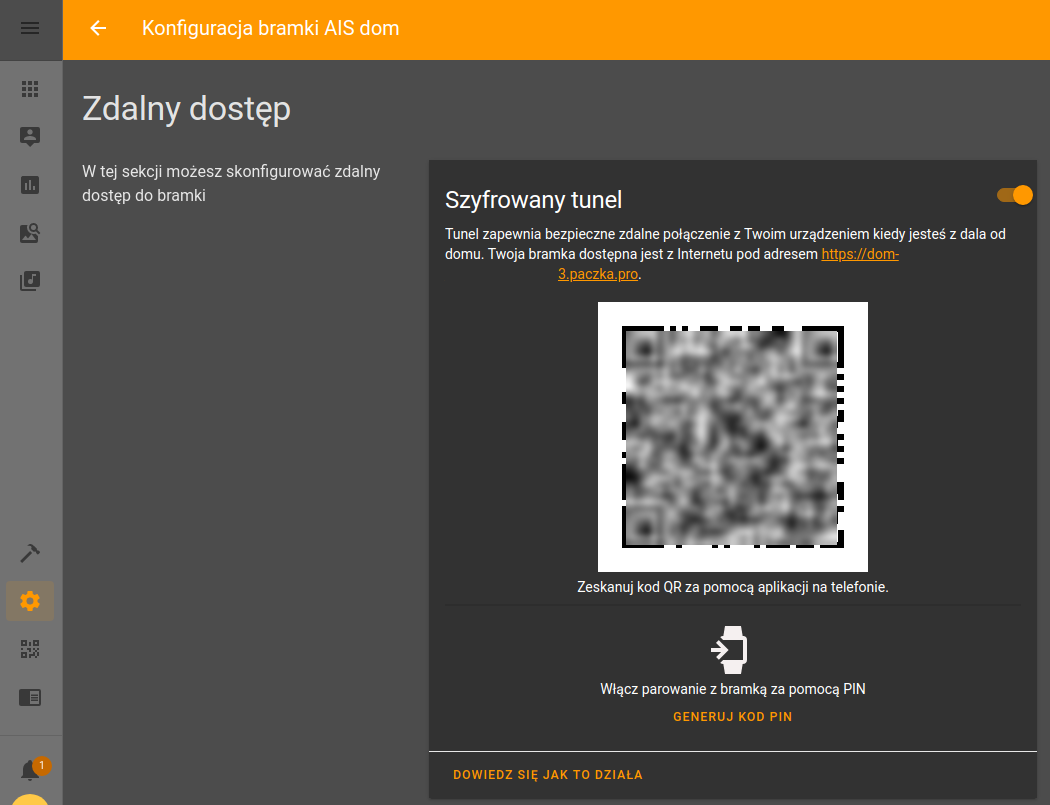 Konfiguracja bramki AIS dom
Zdalny dostęp
W tej sekcji możesz skonfigurować zdalny
dostęp do bramki
Szyfrowany tunel
Tunel zapewnia bezpieczne zdalne połączenie z Twoim urządzeniem kiedy jesteś z dala od
domu. Twoja bramka dostępna jest z Internetu pod adresem https://dom-
3.paczka.pro.
Zeskanuj kod QR za pomocą aplikacji na telefonie.
Włącz parowanie z bramką za pomocą PIN
GENERUJ KOD PIN
DOWIEDZ SIĘ JAK TO DZIAŁA
1